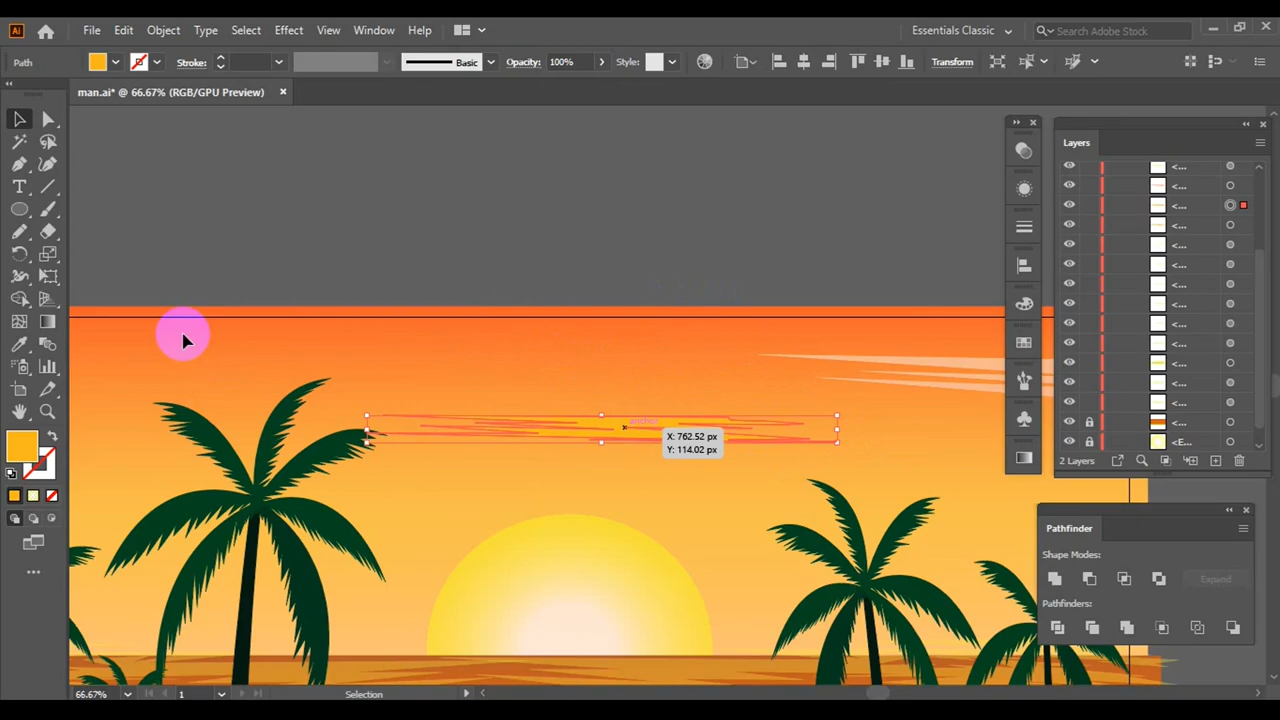 Ai File Edit Object Type Select Effect View Window Help Essentials Classic Search Adobe Stock
Path Stroke: Basic Opacity: 100% Style: Transform
man.ai* @ 66.67% (RGB/GPU Preview)
Layers
<...
<...
<...
<...
<...
<...
<...
<...
<...
<...
<...
<...
<...
<...
<E...
2 Layers
X: 762.52 px
Y: 114.02 px
Pathfinder
Shape Modes:
Expand
Pathfinders:
66.67% 1 Selection